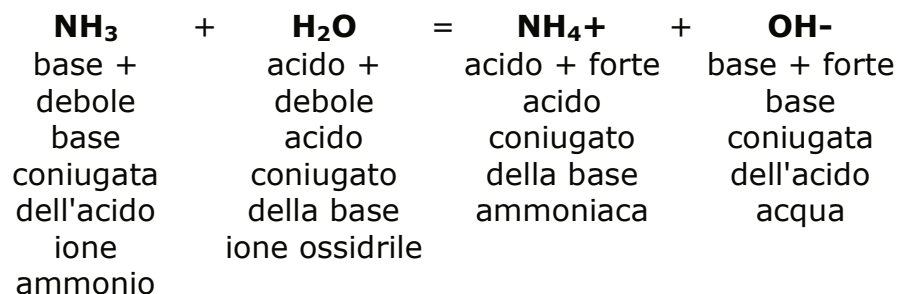 NH₃ + H₂O = NH₄+ + OH-
base + acido + acido + forte base + forte
debole debole acido base
base acido coniugato coniugata
coniugata coniugato della base dell'acido
dell'acido della base ammoniaca acqua
ione ione ossidrile
ammonio